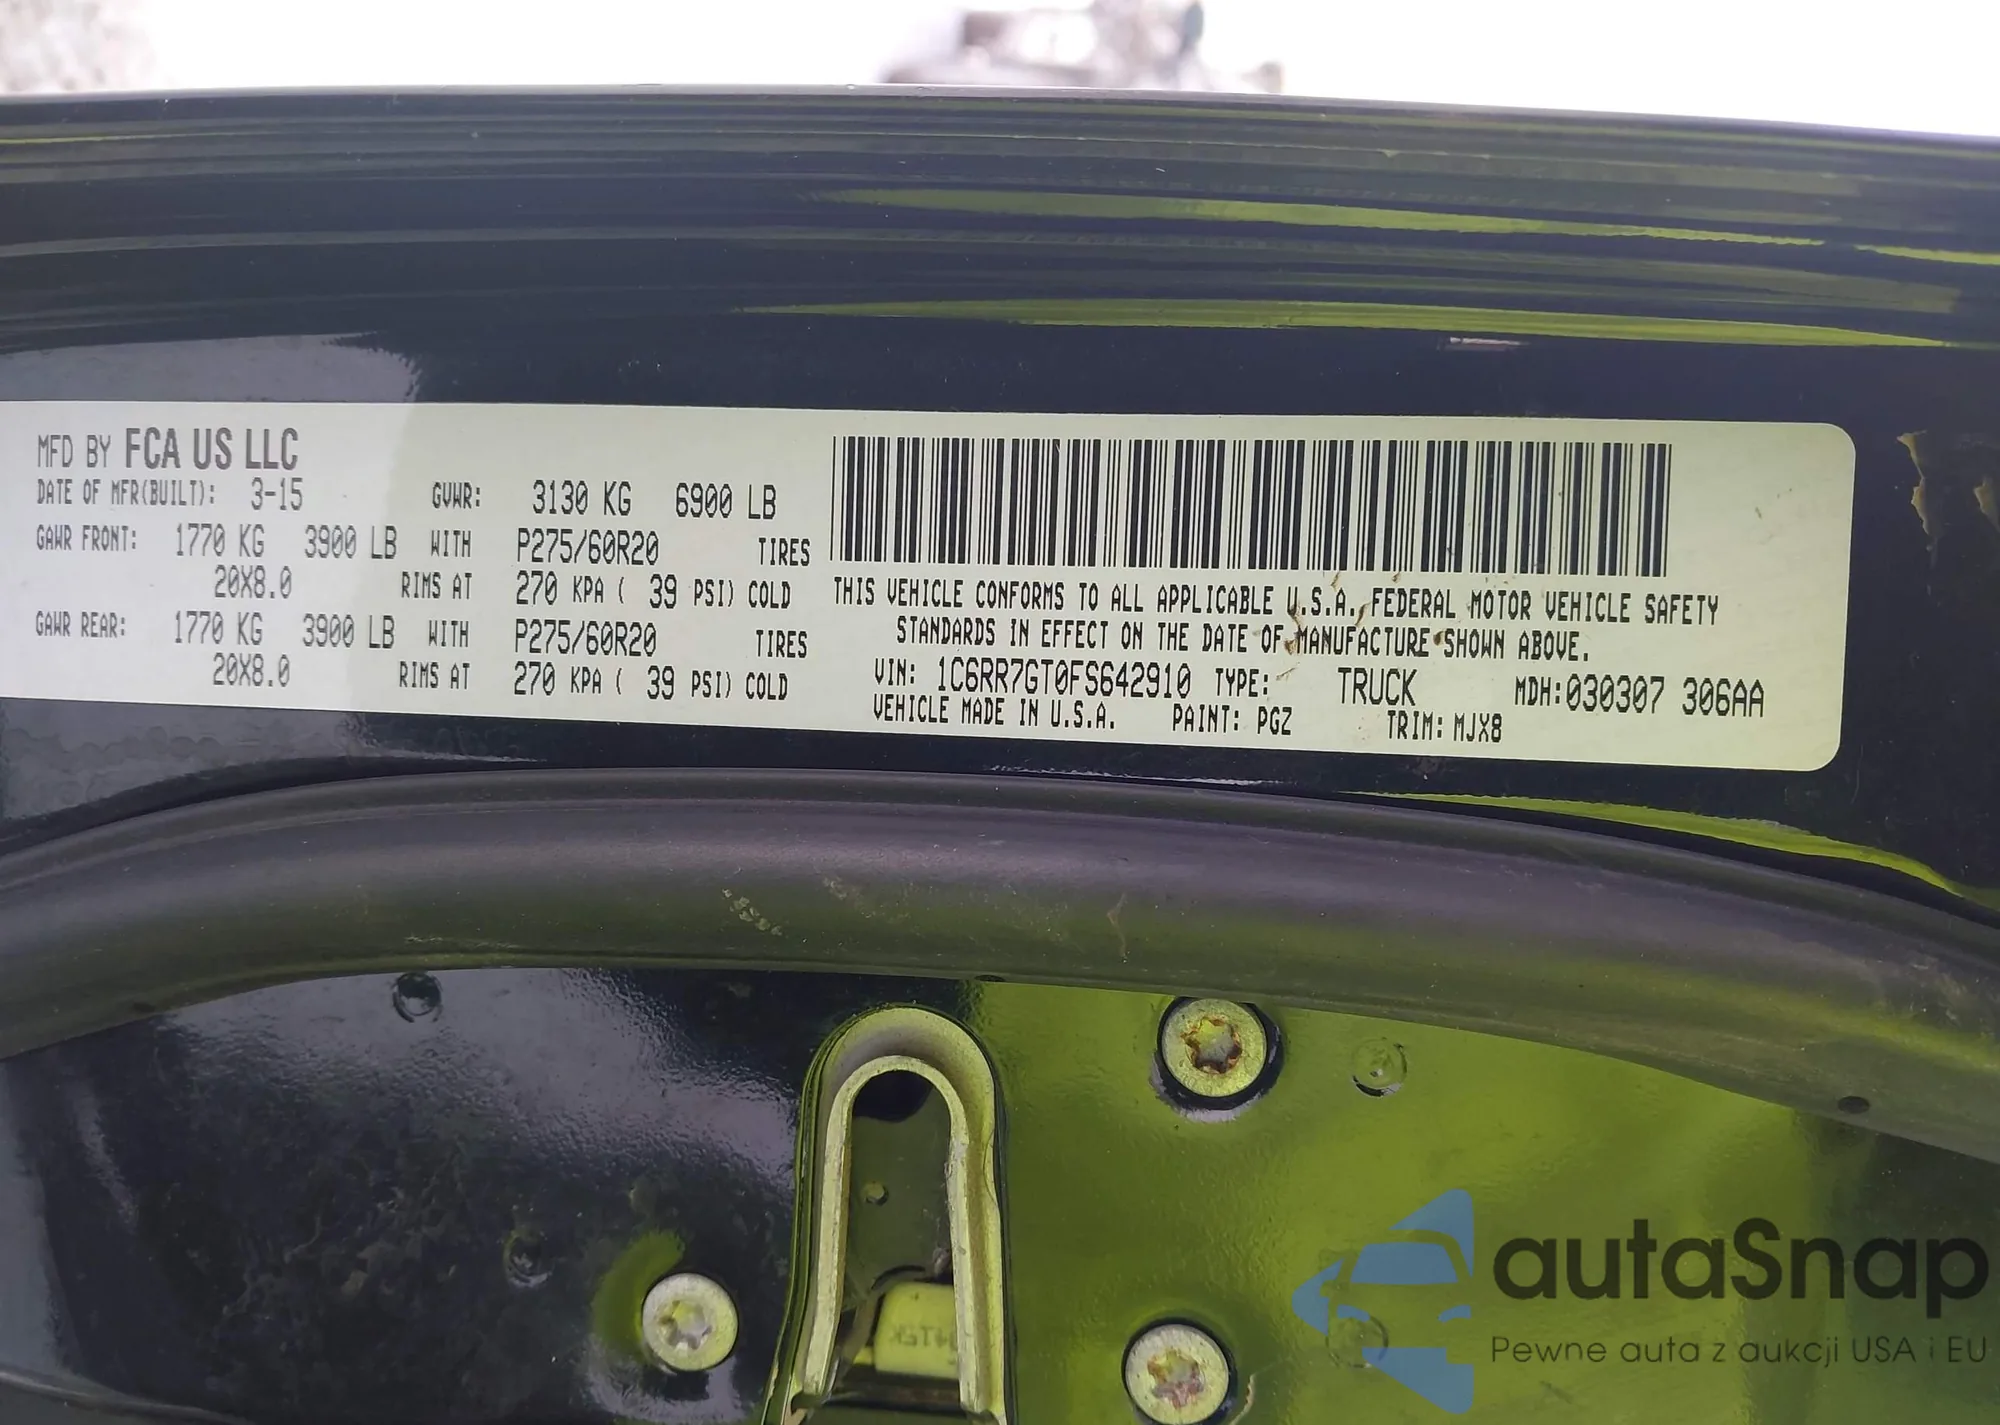 MFD BY FCA US LLC
DATE OF MFR(BUILT): 3-15 GVWR: 3130 KG 6900 LB
GAWR FRONT: 1770 KG 3900 LB WITH P275/60R20 TIRES
20X8.0 RIMS AT 270 KPA ( 39 PSI) COLD
GAWR REAR: 1770 KG 3900 LB WITH P275/60R20 TIRES
20X8.0 RIMS AT 270 KPA ( 39 PSI) COLD
THIS VEHICLE CONFORMS TO ALL APPLICABLE U.S.A. FEDERAL MOTOR VEHICLE SAFETY
STANDARDS IN EFFECT ON THE DATE OF MANUFACTURE SHOWN ABOVE.
VIN: 1C6RR7GT0FS642910 TYPE: TRUCK MDH:030307 306AA
VEHICLE MADE IN U.S.A. PAINT: PGZ TRIM: MJX8
autaSnap
Pewne auta z aukcji USA i EU